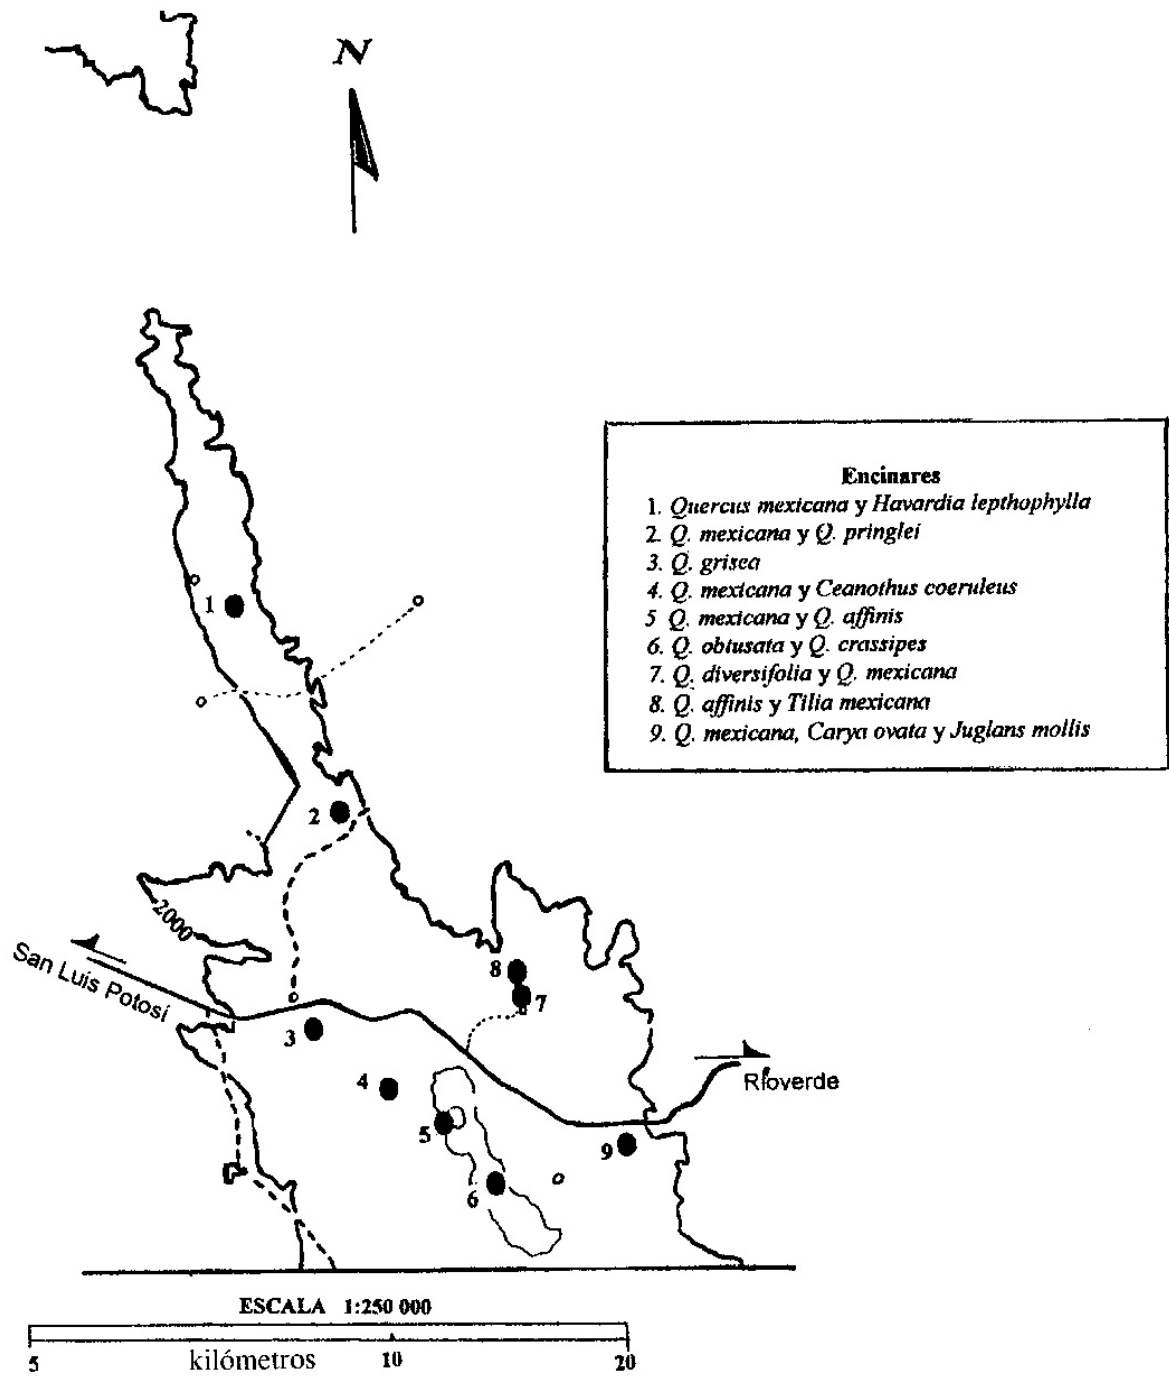 N
Encinares
1. Quercus mexicana y Havardia lepthophylla
2. Q. mexicana y Q. pringlei
3. Q. grisea
4. Q. mexicana y Ceanothus coeruleus
5 Q. mexicana y Q. affinis
6. Q. obtusata y Q. crassipes
7. Q. diversifolia y Q. mexicana
8. Q. affinis y Tilia mexicana
9. Q. mexicana, Carya ovata y Juglans mollis
1
2
2000
San Luis Potosí
8
7
3
4
Rioverde
5
9
6
ESCALA 1:250 000
5 kilómetros 10 20